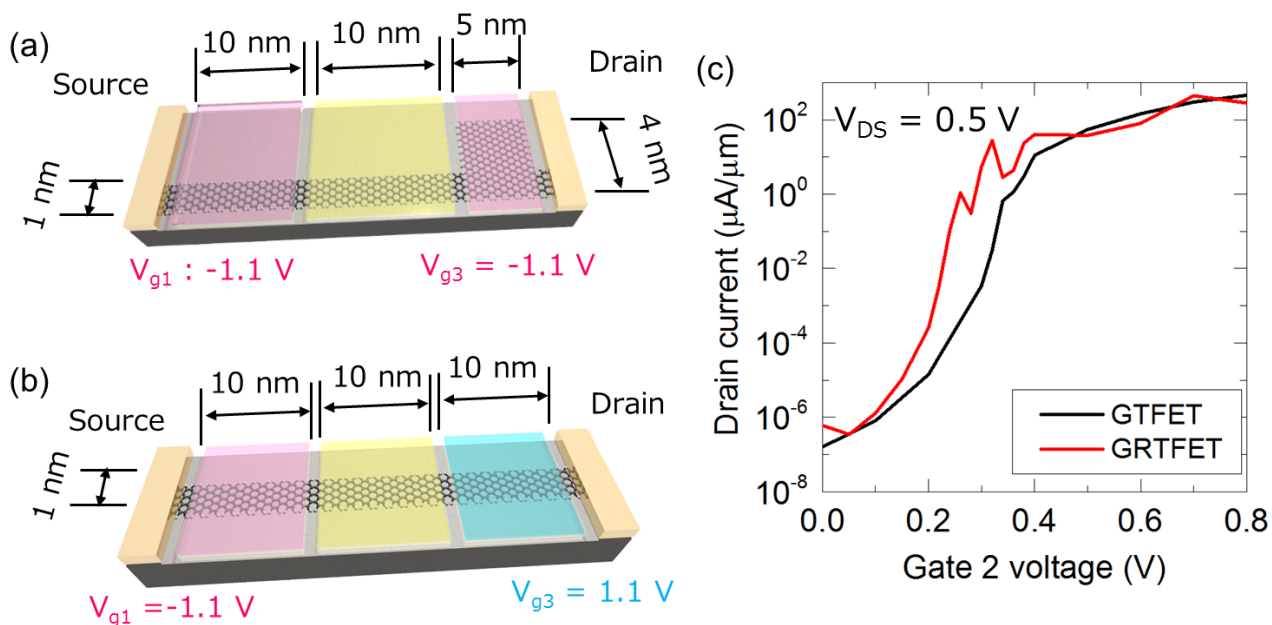 (a)
10 nm
10 nm
5 nm
Source
Drain
1 nm
4 nm
Vg1 : -1.1 V
Vg3 = -1.1 V
(b)
10 nm
10 nm
10 nm
Source
Drain
1 nm
Vg1 =-1.1 V
Vg3 = 1.1 V
(c)
VDS = 0.5 V
Drain current (μA/μm)
10²
10⁰
10⁻²
10⁻⁴
10⁻⁶
10⁻⁸
GTFET
GRTFET
0.0 0.2 0.4 0.6 0.8
Gate 2 voltage (V)